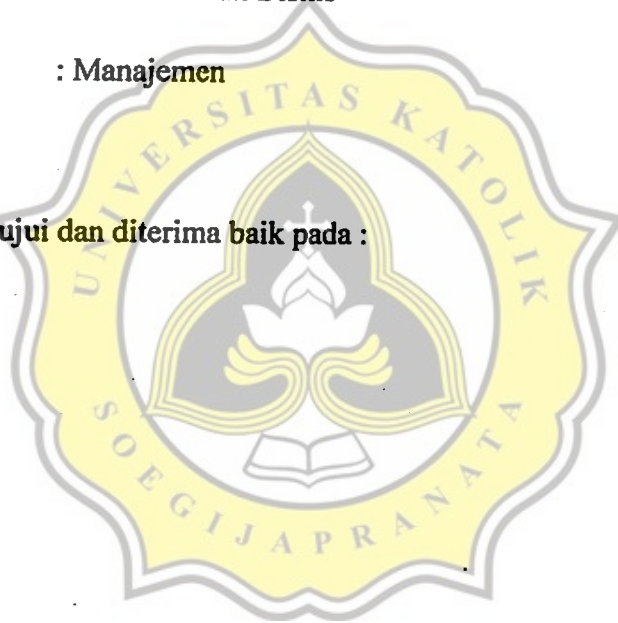 : Manajemen
UNIVERSITAS KATOLIK
ujui dan diterima baik pada :
SOEGIJAPRANATA